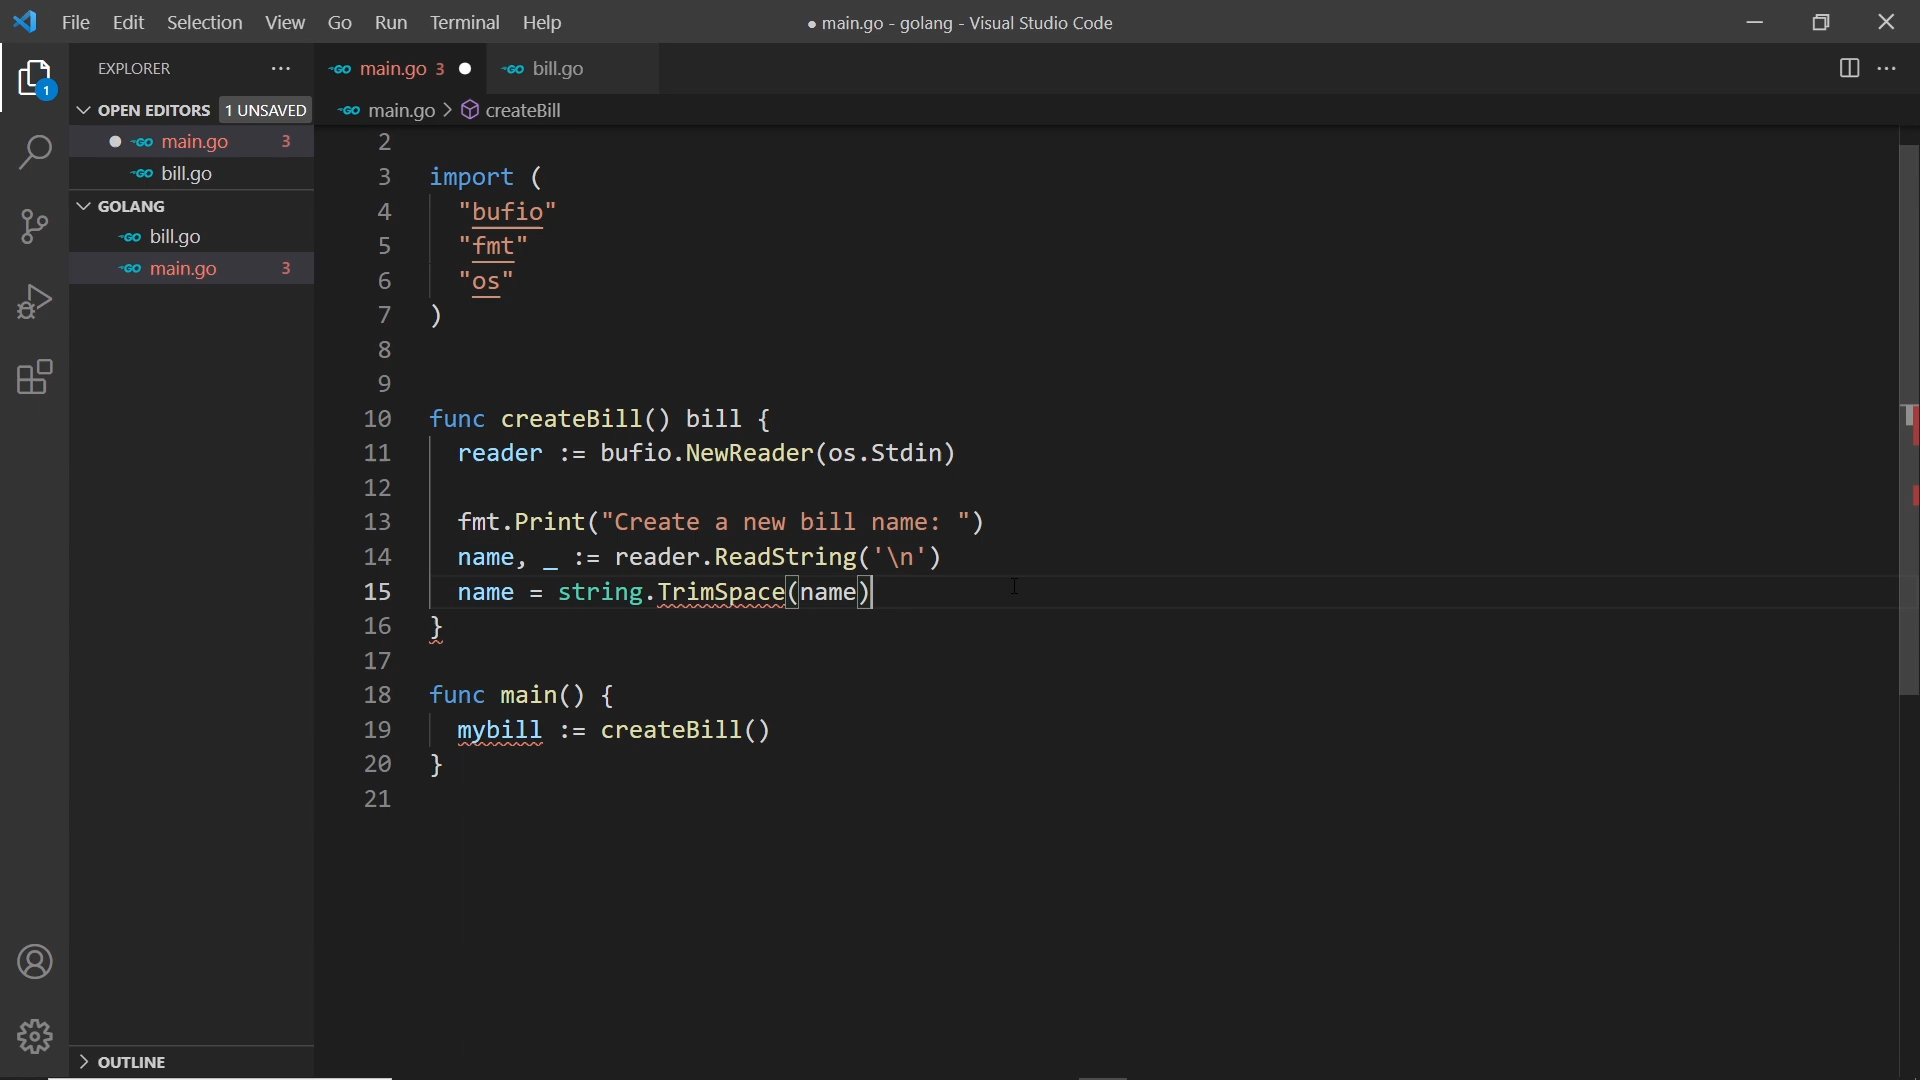 File Edit Selection View Go Run Terminal Help
● main.go - golang - Visual Studio Code
EXPLORER
main.go 3
bill.go
1
OPEN EDITORS 1 UNSAVED
main.go > createBill
main.go 3
bill.go
GOLANG
bill.go
main.go 3
2
3 import (
4 "bufio"
5 "fmt"
6 "os"
7 )
8
9
10 func createBill() bill {
11 reader := bufio.NewReader(os.Stdin)
12
13 fmt.Print("Create a new bill name: ")
14 name, _ := reader.ReadString('\n')
15 name = string.TrimSpace(name)
16 }
17
18 func main() {
19 mybill := createBill()
20 }
21
OUTLINE